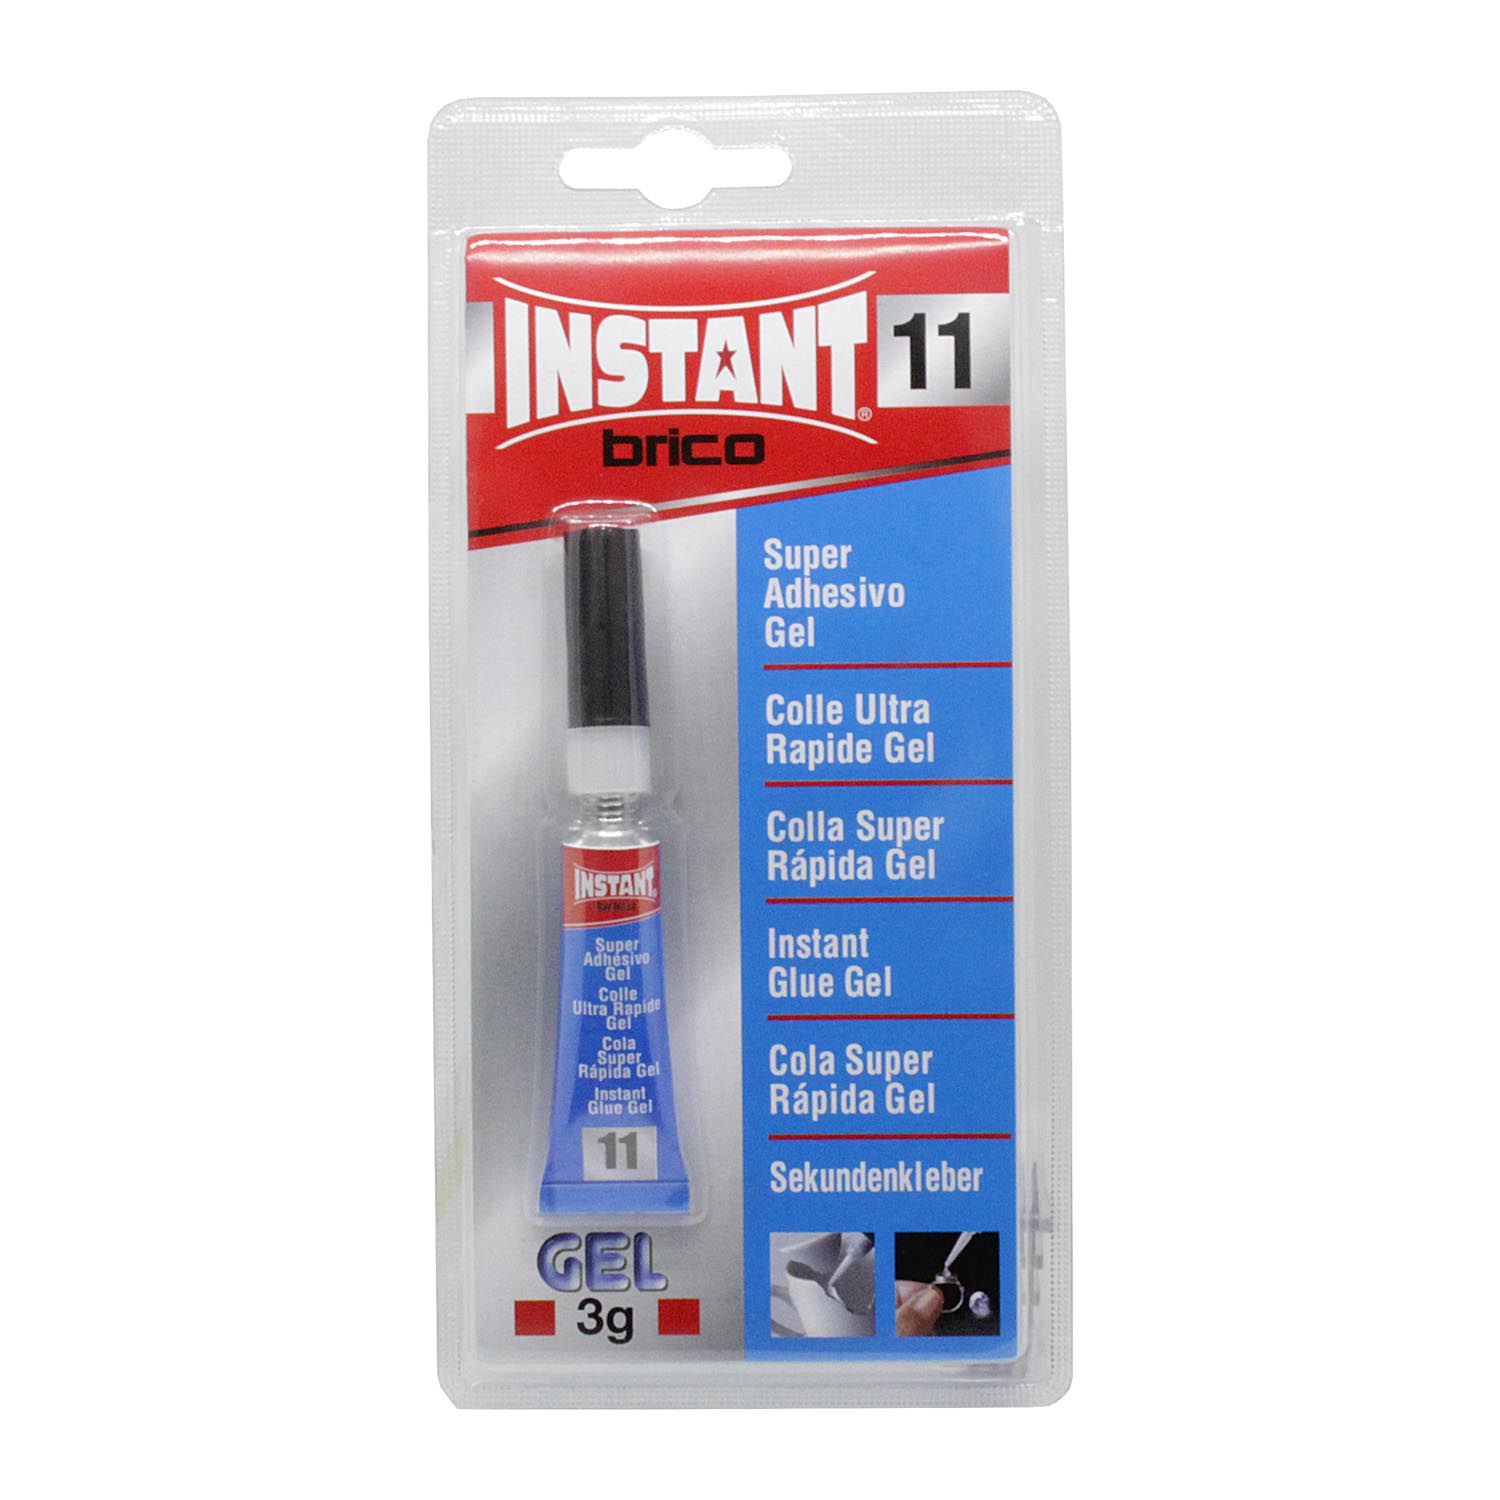 INSTANT® 11
brico
Super
Adhesivo
Gel
Colle Ultra
Rapide Gel
Colla Super
Rápida Gel
Instant
Glue Gel
Cola Super
Rápida Gel
Sekundenkleber
INSTANT®
Super
Adhesivo
Gel
Colle
Ultra Rapide
Gel
Cola
Super
Rápida Gel
Instant
Glue Gel
11
GEL
3g